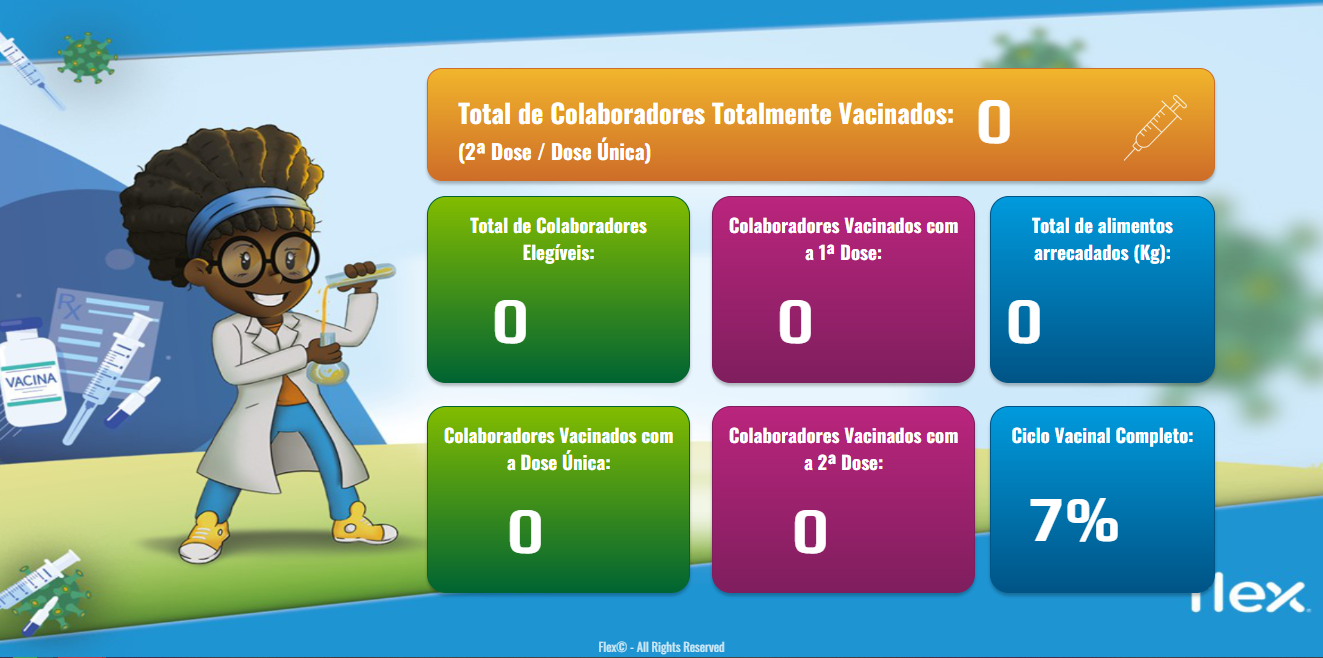 Total de Colaboradores Totalmente Vacinados: 0
(2ª Dose / Dose Única)
Total de Colaboradores
Elegíveis:
0
Colaboradores Vacinados com
a 1ª Dose:
0
Total de alimentos
arrecadados (Kg):
0
Rx
VACINA
Colaboradores Vacinados com
a Dose Única:
0
Colaboradores Vacinados com
a 2ª Dose:
0
Ciclo Vacinal Completo:
7%
flex
Flex© - All Rights Reserved